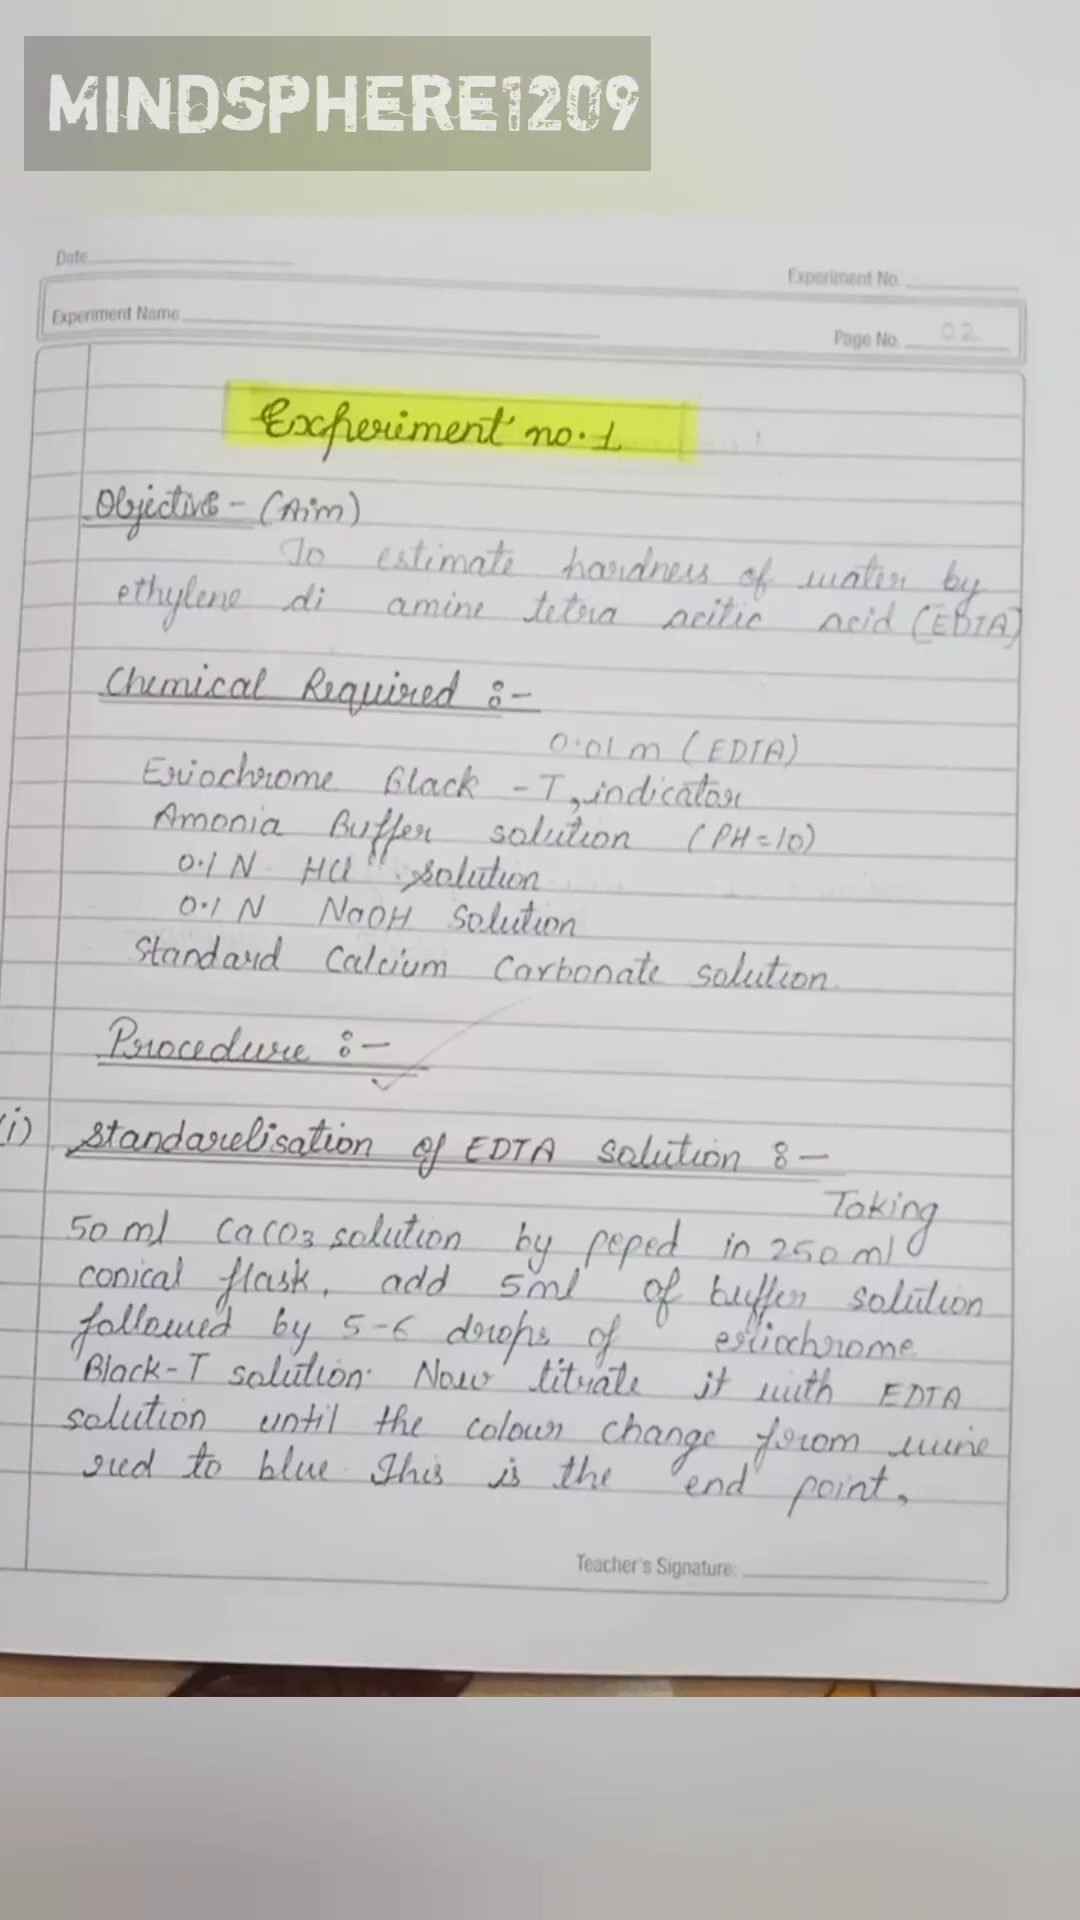 MINDSPHERE1209
Date
Experiment No.
Experiment Name
Page No. 02
Experiment no. 1
Objective - (Aim)
To estimate hardness of water by
ethylene di amine tetra acitic acid (EDTA)
Chemical Required :-
0.01 m (EDTA)
Eriochrome Black - T, indicator
Amonia Buffer solution (PH = 10)
0.1 N HCl solution
0.1 N NaOH Solution
Standard Calcium Carbonate solution
Procedure :-
(i) Standarelisation of EDTA solution :-
Taking
50 ml CaCO3 solution by peped in 250 ml
conical flask, add 5ml of buffer solution
followed by 5-6 drops of eriochrome
Black-T solution. Now titrate it with EDTA
solution until the colour change forom wine
red to blue. This is the end point,
Teacher's Signature: